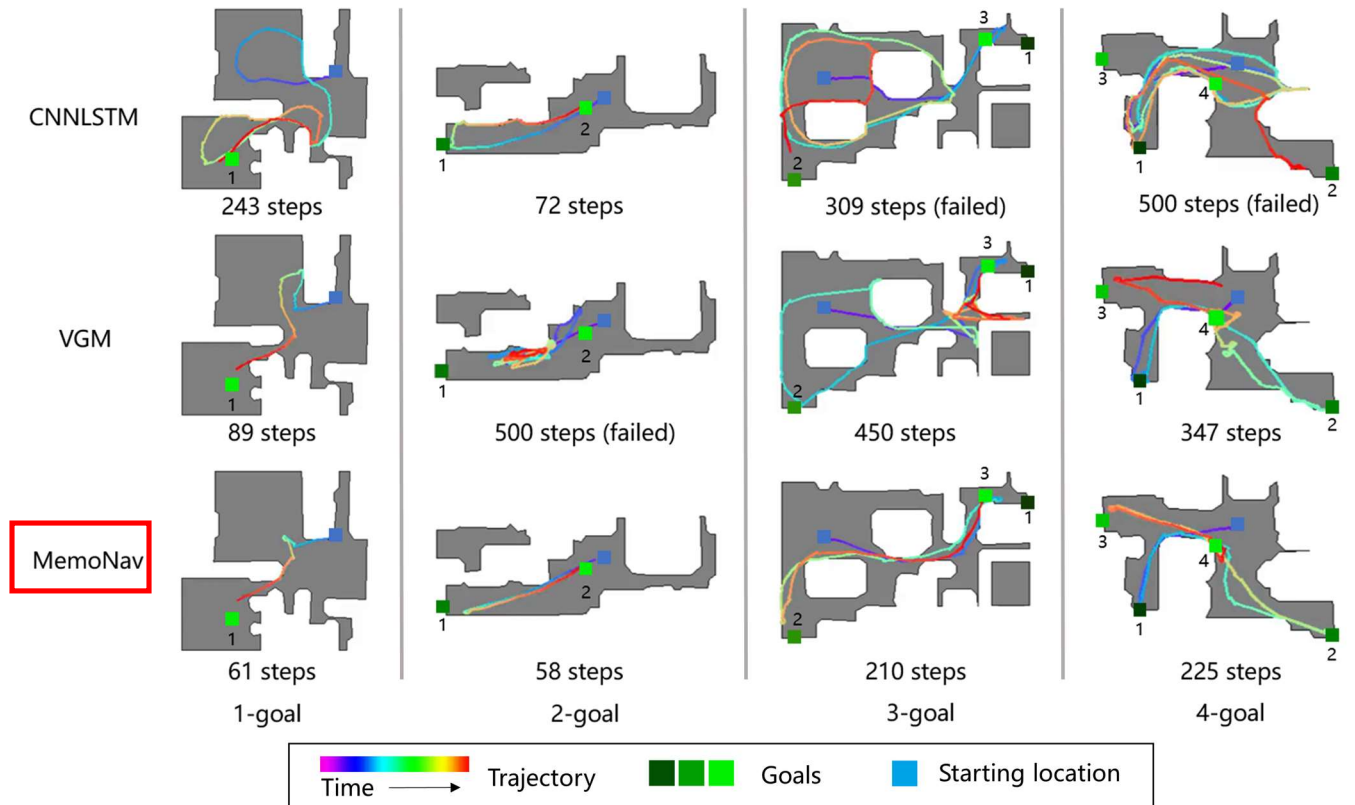 CNNLSTM
1
243 steps
1
2
72 steps
3
1
2
309 steps (failed)
3
4
1
2
500 steps (failed)
VGM
1
89 steps
1
2
500 steps (failed)
3
1
2
450 steps
3
4
1
2
347 steps
MemoNav
1
61 steps
1
2
58 steps
3
1
2
210 steps
3
4
1
2
225 steps
1-goal
2-goal
3-goal
4-goal
Time
Trajectory
Goals
Starting location